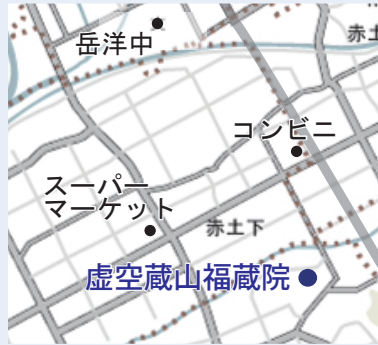 岳洋中
赤土
コンビニ
スーパー
マーケット
赤土下
虚空蔵山福蔵院